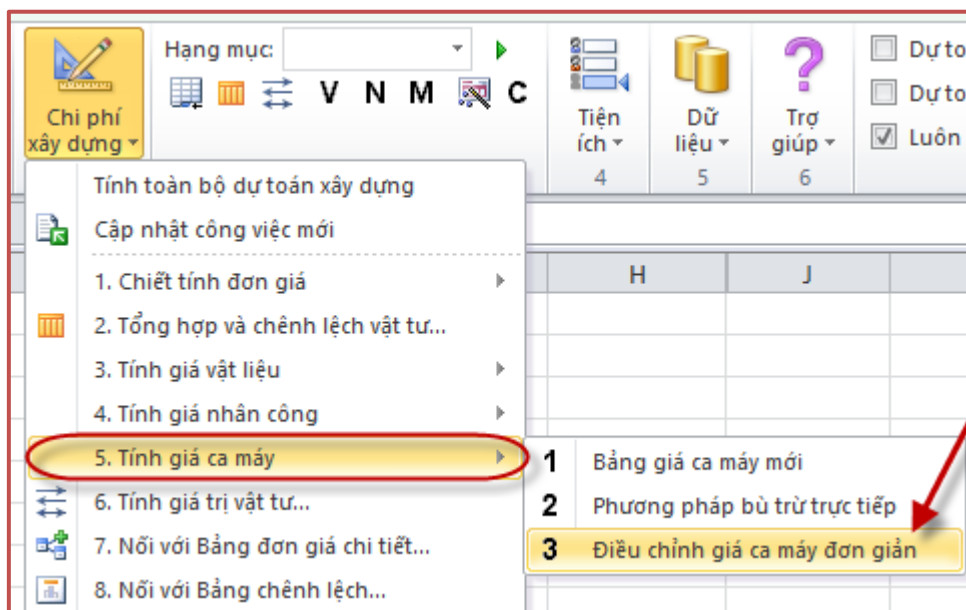 Hạng mục:
V N M C
Chi phí
xây dựng
Tiện
ích
4
Dữ
liệu
5
Trợ
giúp
6
Dự to
Dự to
Luôn
Tính toàn bộ dự toán xây dựng
Cập nhật công việc mới
1. Chiết tính đơn giá
2. Tổng hợp và chênh lệch vật tư...
3. Tính giá vật liệu
4. Tính giá nhân công
5. Tính giá ca máy
6. Tính giá trị vật tư...
7. Nối với Bảng đơn giá chi tiết...
8. Nối với Bảng chênh lệch...
H J
1 Bảng giá ca máy mới
2 Phương pháp bù trừ trực tiếp
3 Điều chỉnh giá ca máy đơn giản